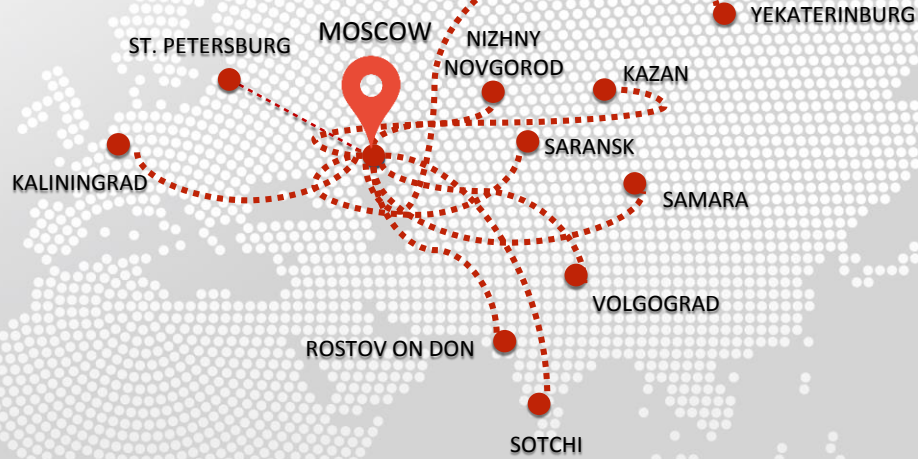 YEKATERINBURG
MOSCOW
ST. PETERSBURG
NIZHNY
NOVGOROD
KAZAN
SARANSK
KALININGRAD
SAMARA
VOLGOGRAD
ROSTOV ON DON
SOTCHI